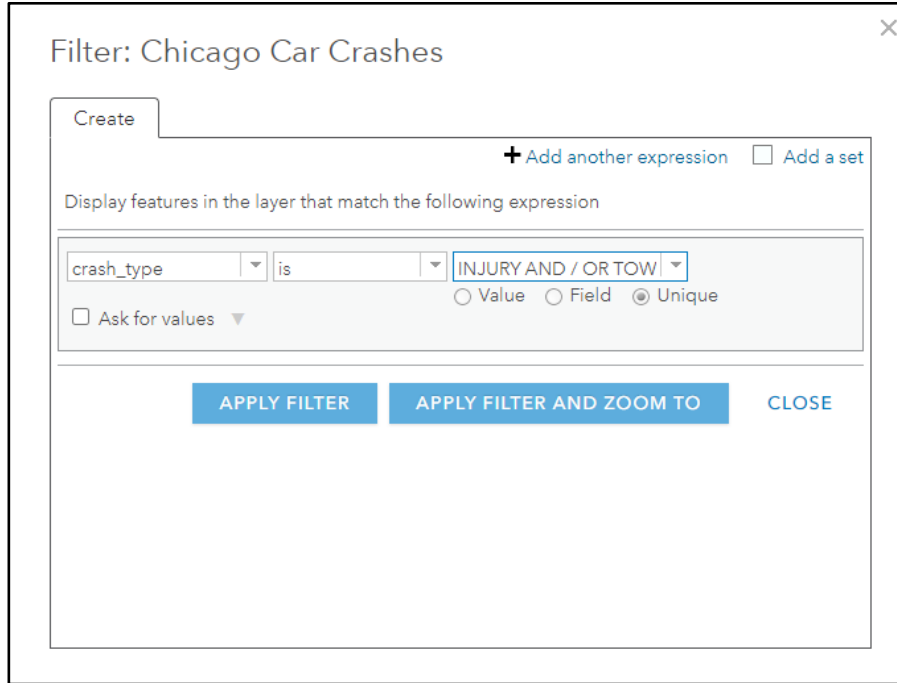 Filter: Chicago Car Crashes
Create
Add another expression Add a set
Display features in the layer that match the following expression
crash_type is INJURY AND / OR TOW
Value Field Unique
Ask for values
APPLY FILTER APPLY FILTER AND ZOOM TO CLOSE